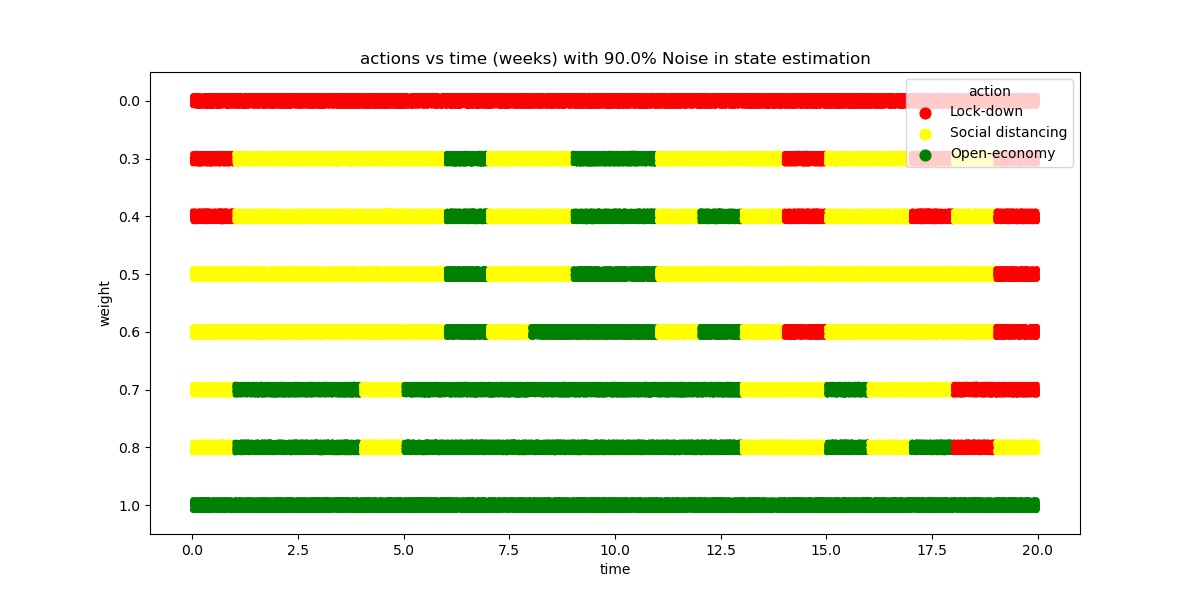 actions vs time (weeks) with 90.0% Noise in state estimation
action
Lock-down
Social distancing
Open-economy
weight
0.0
0.3
0.4
0.5
0.6
0.7
0.8
1.0
0.0 2.5 5.0 7.5 10.0 12.5 15.0 17.5 20.0
time